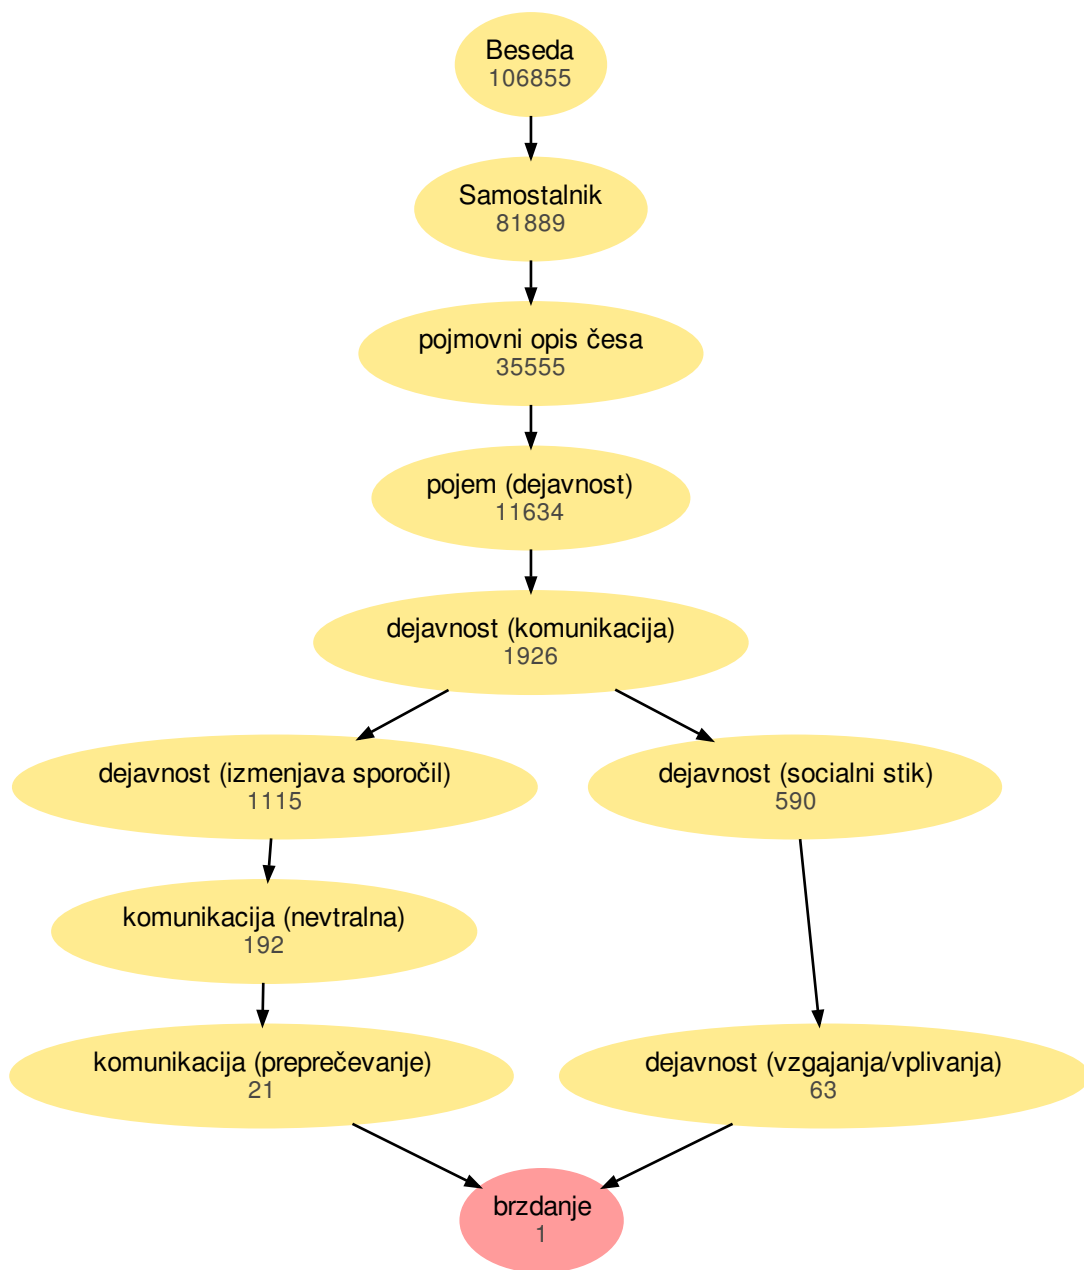 Beseda
106855
Samostalnik
81889
pojmovni opis česa
35555
pojem (dejavnost)
11634
dejavnost (komunikacija)
1926
dejavnost (izmenjava sporočil)
1115
dejavnost (socialni stik)
590
komunikacija (nevtralna)
192
komunikacija (preprečevanje)
21
dejavnost (vzgajanja/vplivanja)
63
brzdanje
1